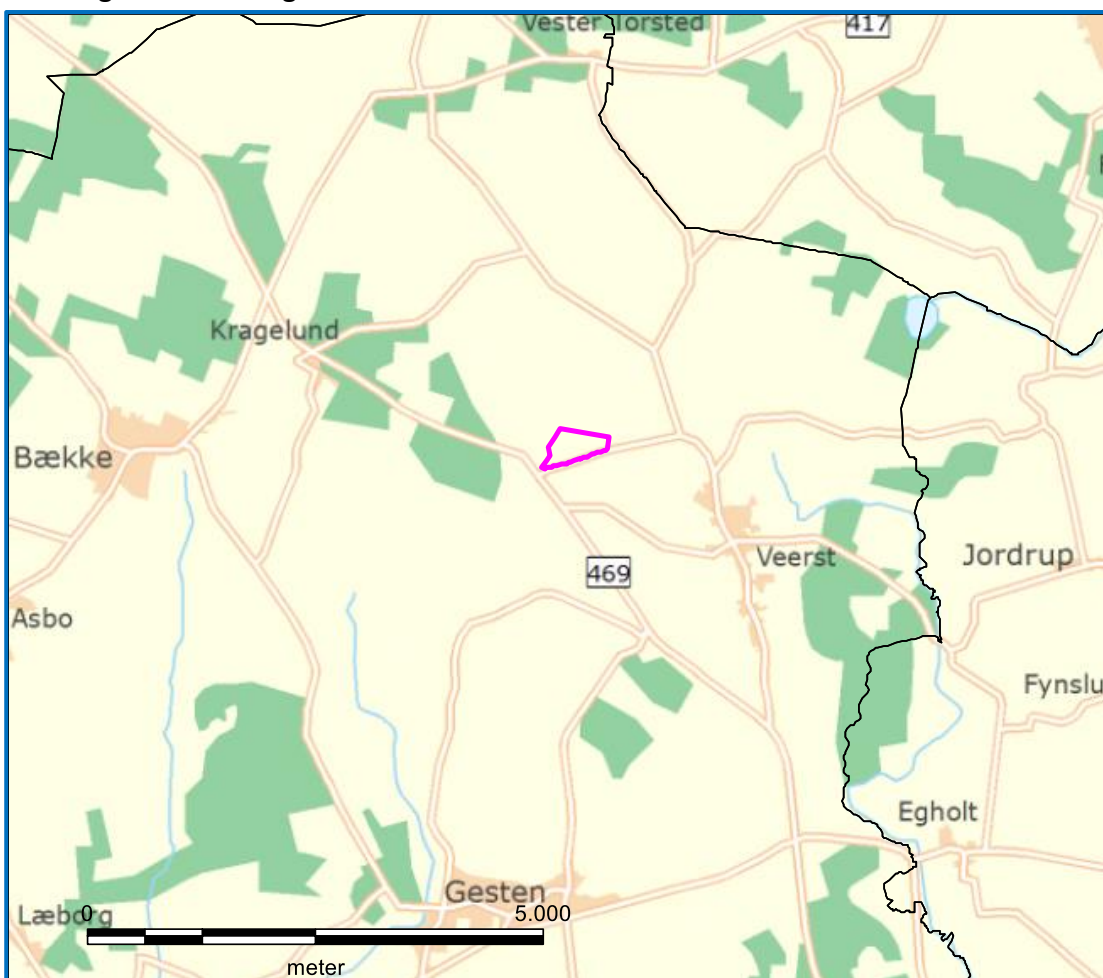 Vester Torsted
417
Kragelund
Bække
469
Veerst
Jordrup
Asbo
Fynslu
Egholt
Gesten
Læborg
0
5.000
meter